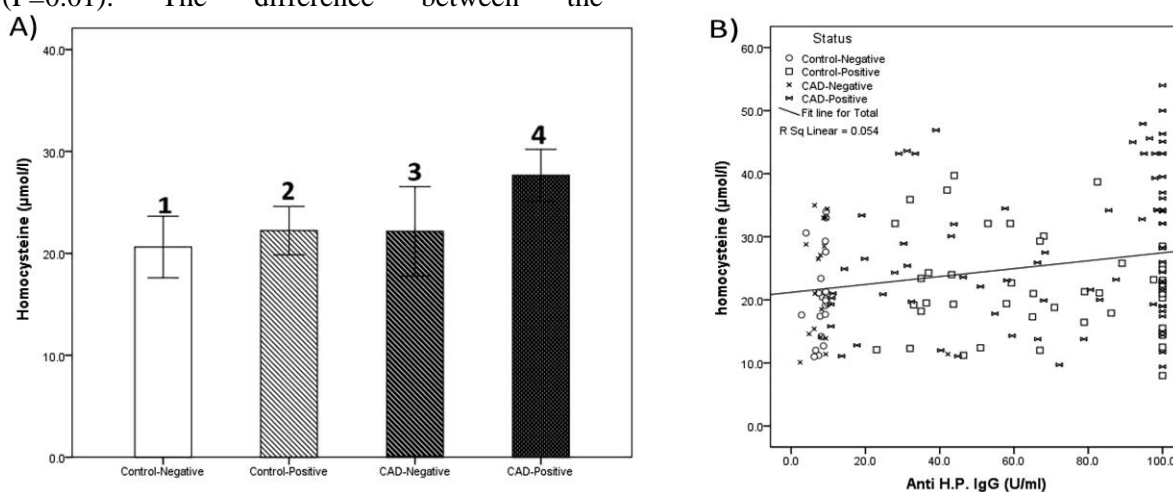 (P=0.01). The difference between the
A)
40.0
30.0
20.0
10.0
0.0
Homocysteine (µmol/l)
1
2
3
4
Control-Negative Control-Positive CAD-Negative CAD-Positive
B)
60.0
50.0
40.0
30.0
20.0
10.0
0.0
homocysteine (µmol/l)
Status
Control-Negative
Control-Positive
CAD-Negative
CAD-Positive
Fit line for Total
R Sq Linear = 0.054
0.0 20.0 40.0 60.0 80.0 100.0
Anti H.P. IgG (U/ml)